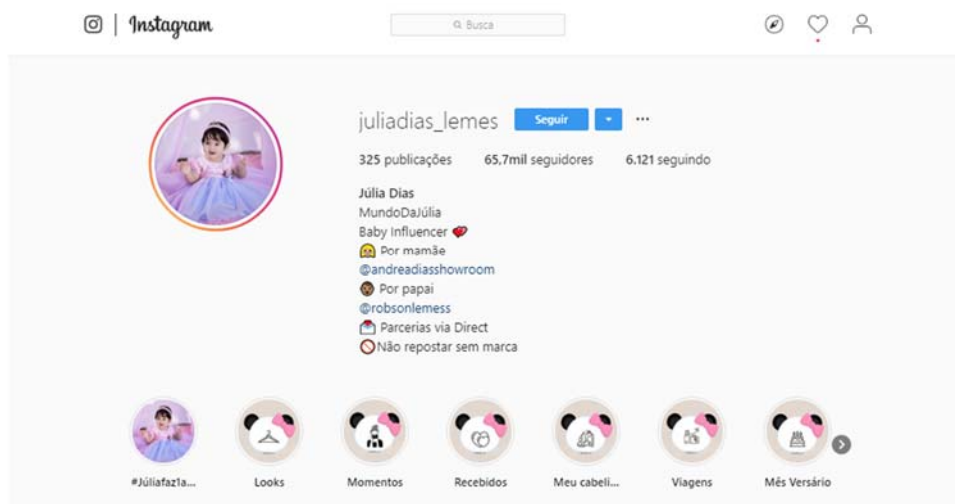 Instagram
Busca
juliadias_lemes Seguir
325 publicações 65,7mil seguidores 6.121 seguindo
Júlia Dias
MundoDaJúlia
Baby Influencer
Por mamãe
@andreadiasshowroom
Por papai
@robsonlemess
Parcerias via Direct
Não repostar sem marca
#Júliafaz1a... Looks Momentos Recebidos Meu cabeli... Viagens Mês Versário